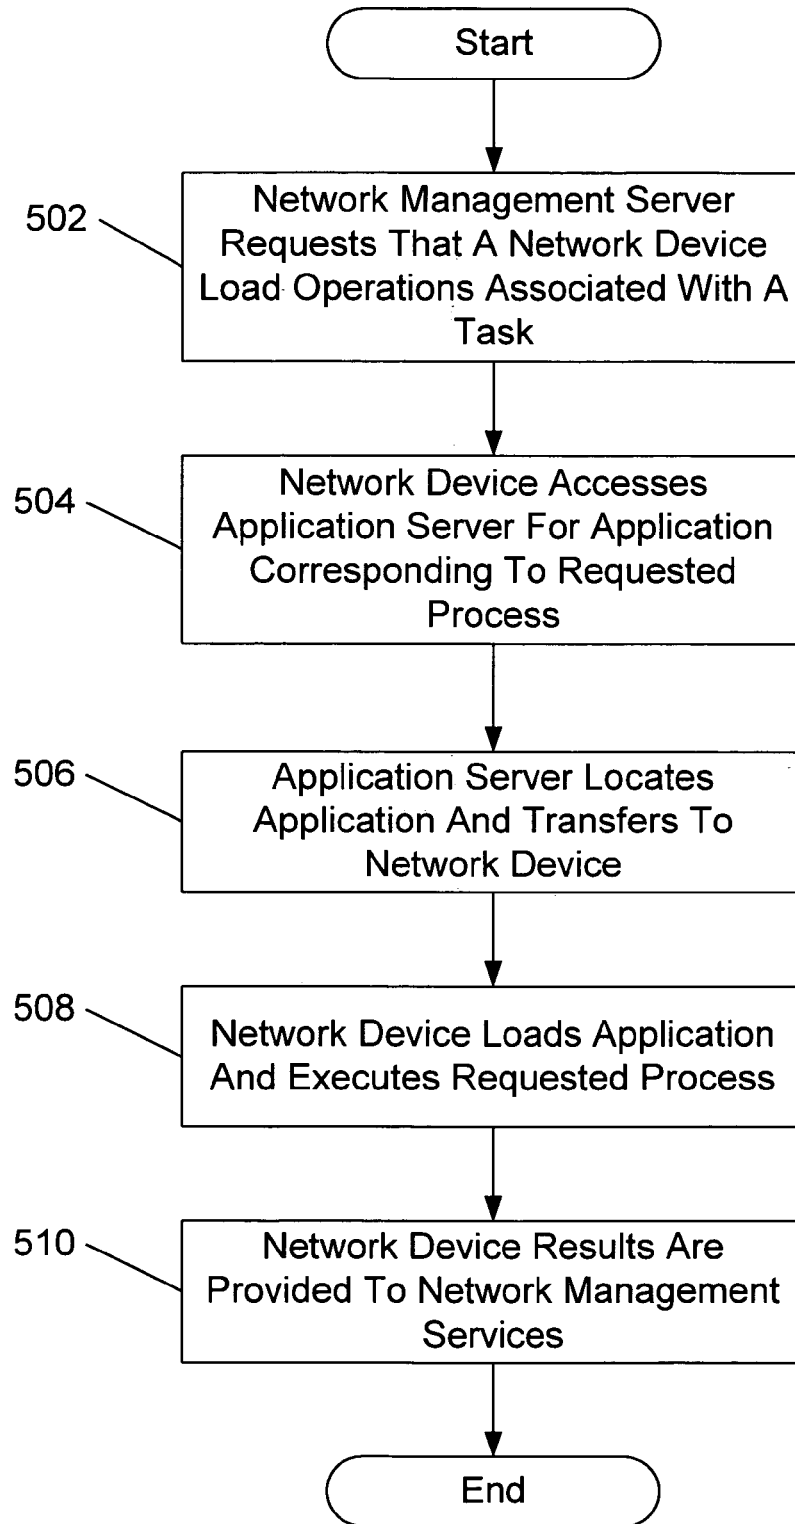 Start
502
Network Management Server
Requests That A Network Device
Load Operations Associated With A
Task
504
Network Device Accesses
Application Server For Application
Corresponding To Requested
Process
506
Application Server Locates
Application And Transfers To
Network Device
508
Network Device Loads Application
And Executes Requested Process
510
Network Device Results Are
Provided To Network Management
Services
End